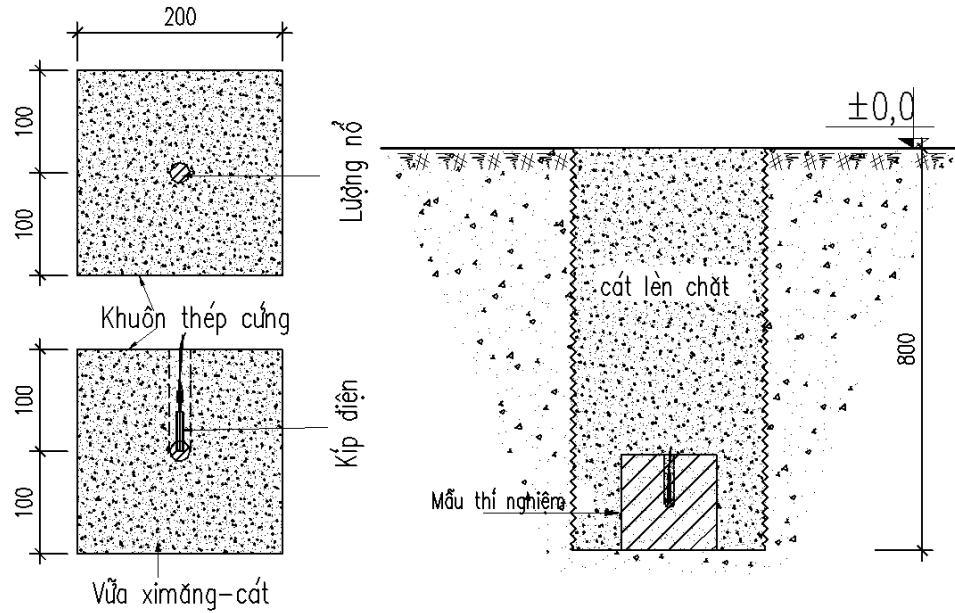 200
100
100
Lượng nổ
Khuôn thép cứng
100
100
Kíp điện
Vữa ximăng-cát
±0,0
cát lèn chặt
800
Mẫu thí nghiệm